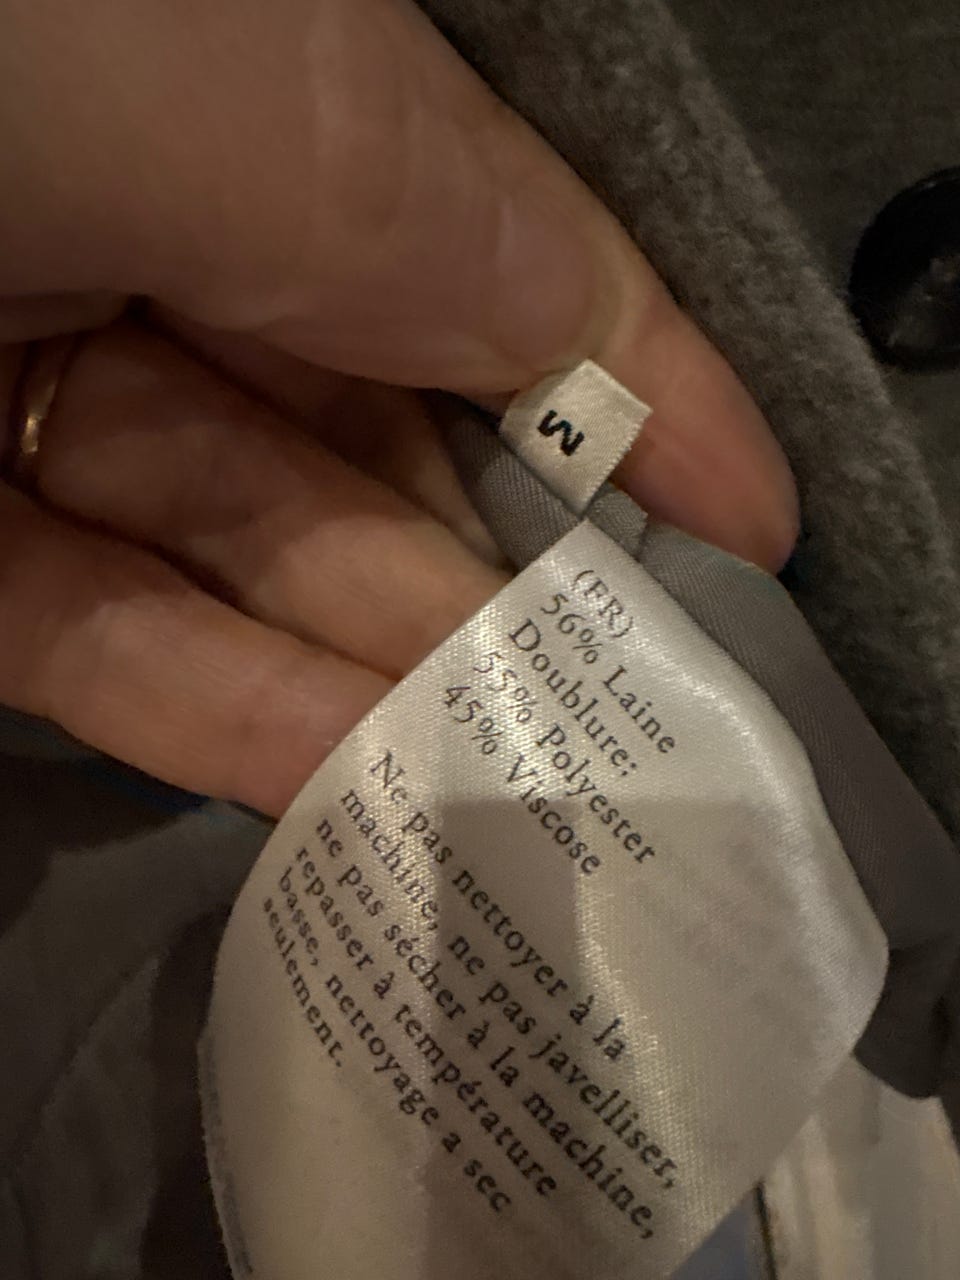 M
(FR)
56% Laine
Doublure:
55% Polyester
45% Viscose
Ne pas nettoyer à la
machine, ne pas javelliser,
ne pas sécher à la machine,
repasser à température
basse, nettoyage a sec
seulement.